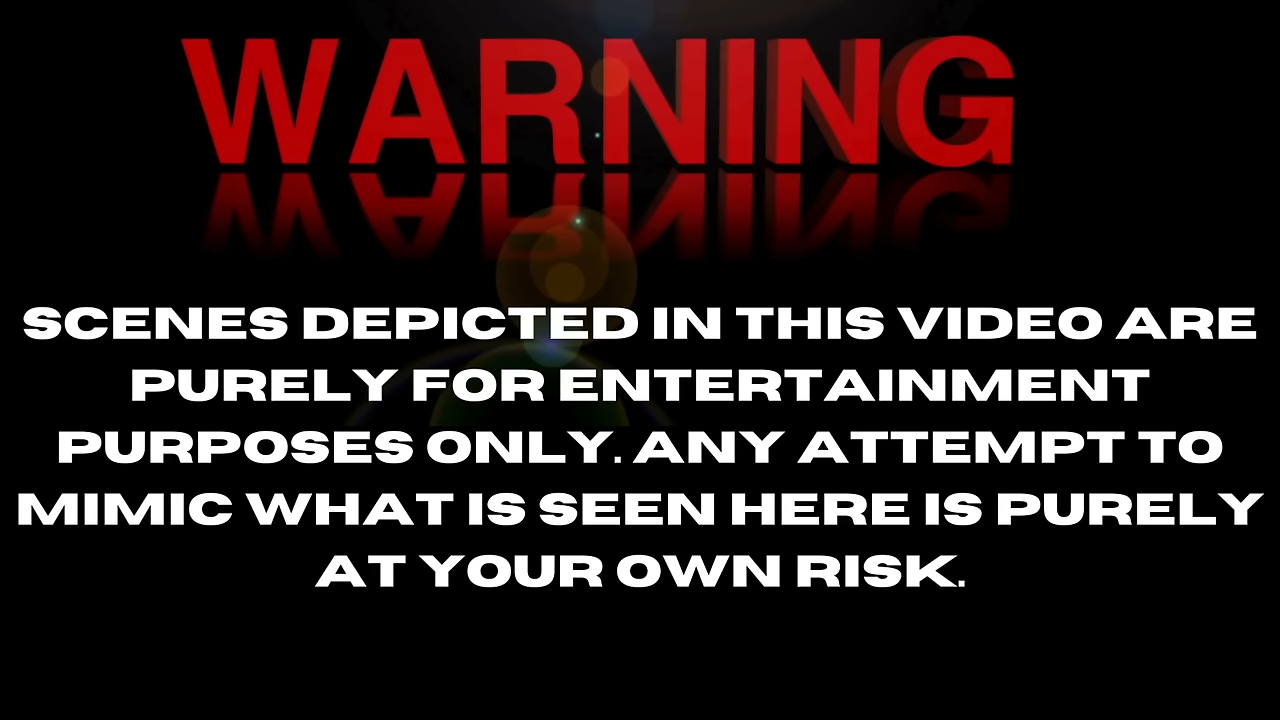 WARNING
SCENES DEPICTED IN THIS VIDEO ARE
PURELY FOR ENTERTAINMENT
PURPOSES ONLY. ANY ATTEMPT TO
MIMIC WHAT IS SEEN HERE IS PURELY
AT YOUR OWN RISK.